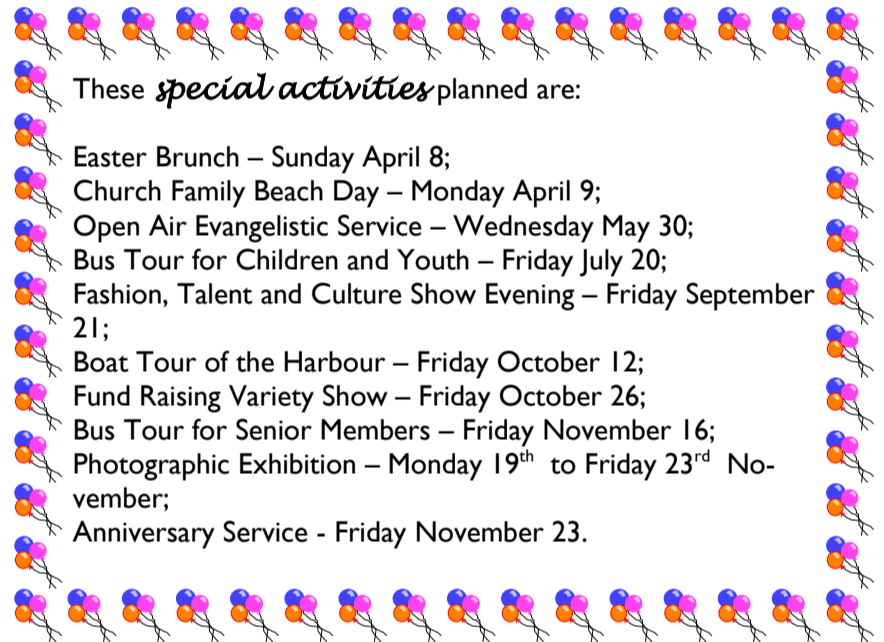 These special activities planned are:
Easter Brunch – Sunday April 8;
Church Family Beach Day – Monday April 9;
Open Air Evangelistic Service – Wednesday May 30;
Bus Tour for Children and Youth – Friday July 20;
Fashion, Talent and Culture Show Evening – Friday September
21;
Boat Tour of the Harbour – Friday October 12;
Fund Raising Variety Show – Friday October 26;
Bus Tour for Senior Members – Friday November 16;
Photographic Exhibition – Monday 19th to Friday 23rd No-
vember;
Anniversary Service - Friday November 23.